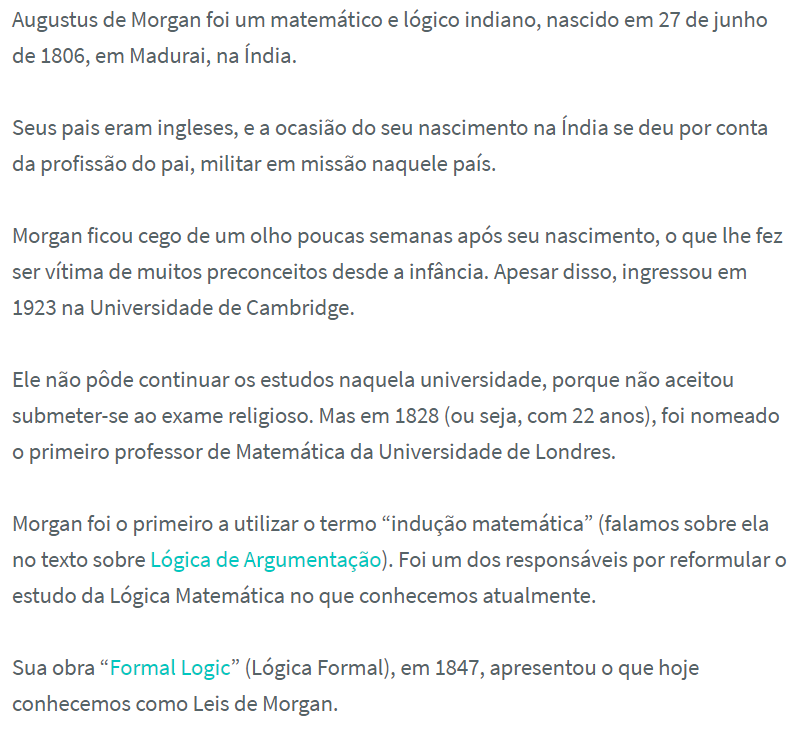 Augustus de Morgan foi um matemático e lógico indiano, nascido em 27 de junho
de 1806, em Madurai, na Índia.
Seus pais eram ingleses, e a ocasião do seu nascimento na Índia se deu por conta
da profissão do pai, militar em missão naquele país.
Morgan ficou cego de um olho poucas semanas após seu nascimento, o que lhe fez
ser vítima de muitos preconceitos desde a infância. Apesar disso, ingressou em
1923 na Universidade de Cambridge.
Ele não pôde continuar os estudos naquela universidade, porque não aceitou
submeter-se ao exame religioso. Mas em 1828 (ou seja, com 22 anos), foi nomeado
o primeiro professor de Matemática da Universidade de Londres.
Morgan foi o primeiro a utilizar o termo “indução matemática” (falamos sobre ela
no texto sobre Lógica de Argumentação). Foi um dos responsáveis por reformular o
estudo da Lógica Matemática no que conhecemos atualmente.
Sua obra “Formal Logic” (Lógica Formal), em 1847, apresentou o que hoje
conhecemos como Leis de Morgan.